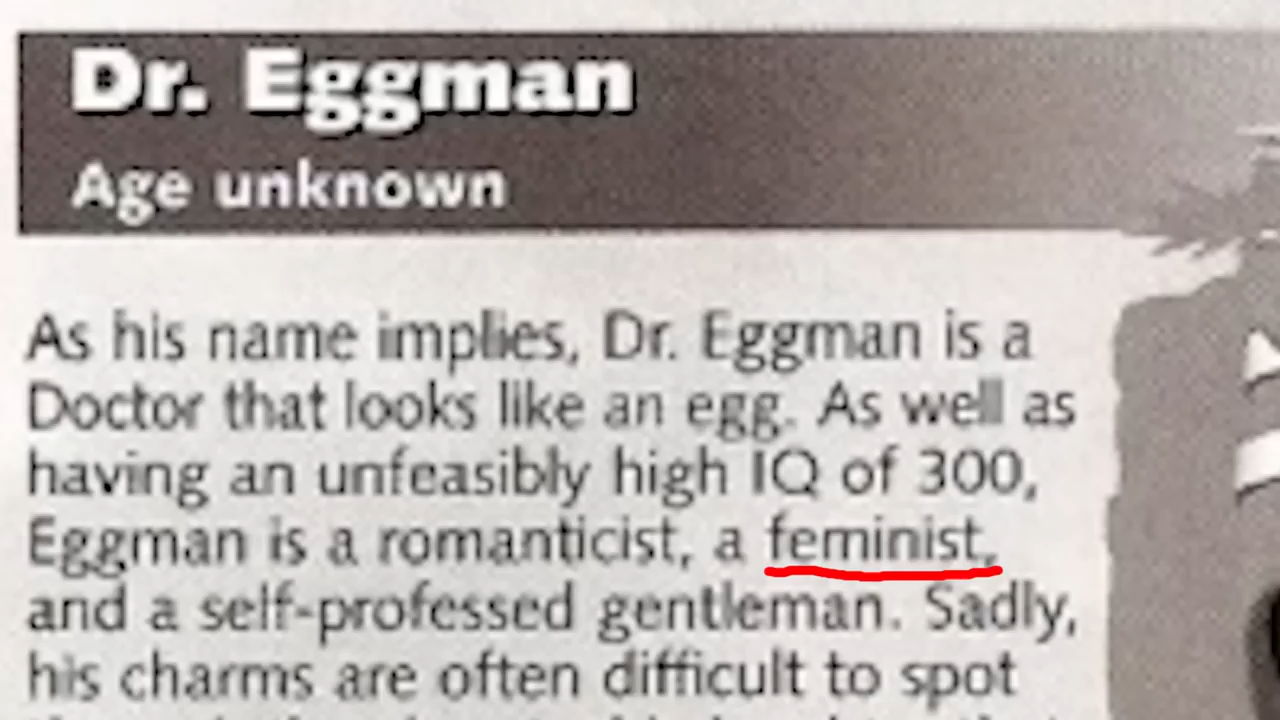 Dr. Eggman
Age unknown
As his name implies, Dr. Eggman is a
Doctor that looks like an egg. As well as
having an unfeasibly high IQ of 300,
Eggman is a romanticist, a feminist,
and a self-professed gentleman. Sadly,
his charms are often difficult to spot